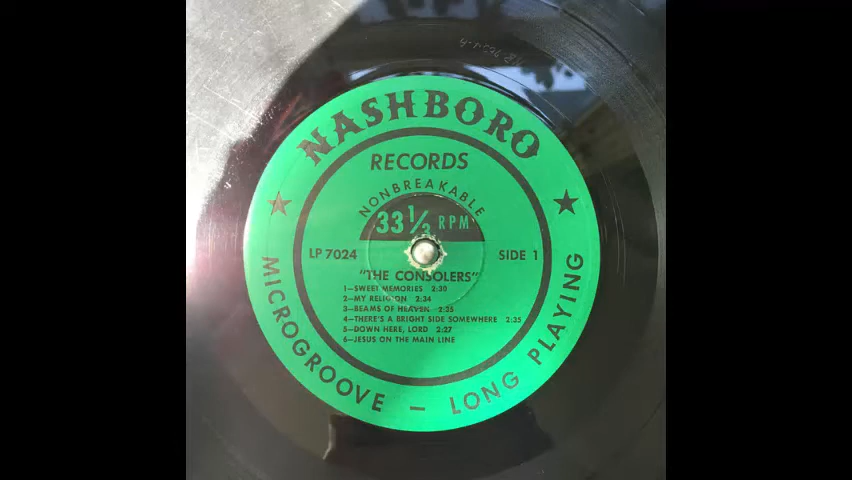 NASHBORO
RECORDS
NONBREAKABLE
33 1/3 RPM
LP 7024
SIDE 1
"THE CONSOLERS"
1—SWEET MEMORIES 2:30
2—MY RELIGION 2:34
3—BEAMS OF HEAVEN 2:35
4—THERE'S A BRIGHT SIDE SOMEWHERE 2:25
5—DOWN HERE, LORD 2:27
6—JESUS ON THE MAIN LINE
MICROGROOVE — LONG PLAYING